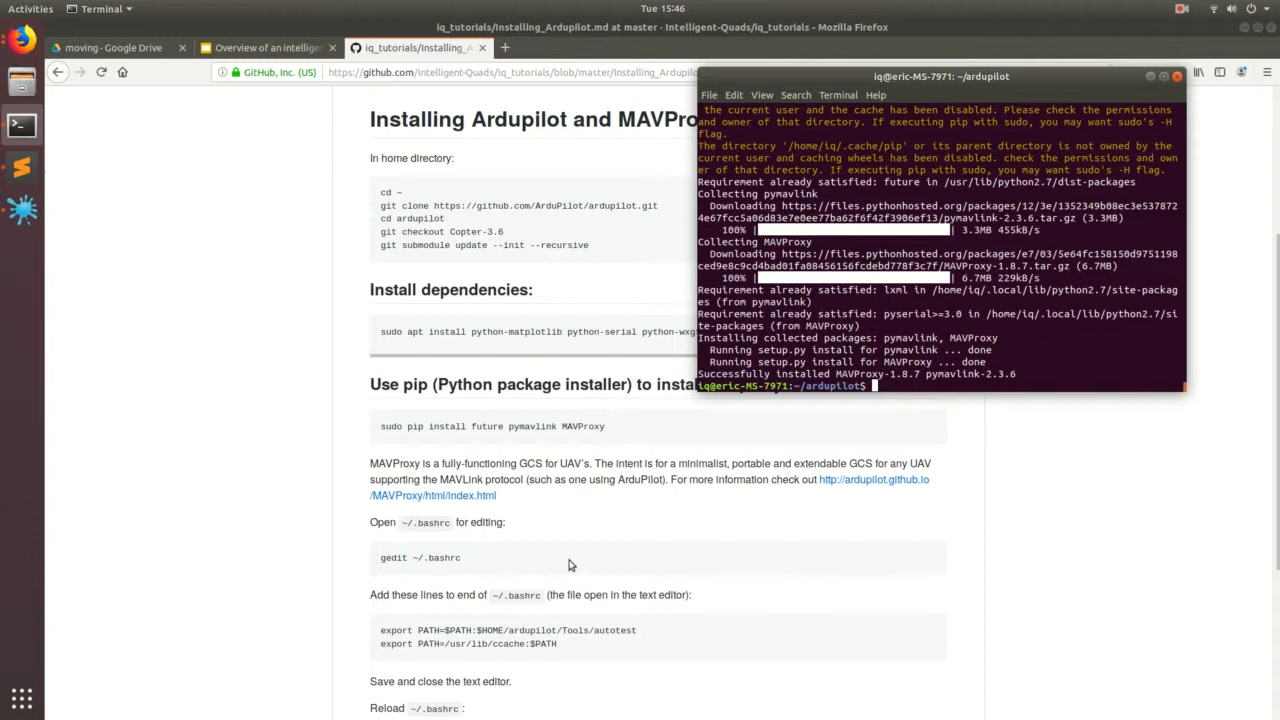 Activities
Terminal
Tue 15:46
iq_tutorials/Installing_Ardupilot.md at master · Intelligent-Quads/iq_tutorials - Mozilla Firefox
moving - Google Drive
Overview of an intelligen
iq_tutorials/Installing_A
GitHub, Inc. (US)
https://github.com/Intelligent-Quads/iq_tutorials/blob/master/Installing_Ardupilo
Installing Ardupilot and MAVPro
In home directory:
cd ~
git clone https://github.com/ArduPilot/ardupilot.git
cd ardupilot
git checkout Copter-3.6
git submodule update --init --recursive
Install dependencies:
sudo apt install python-matplotlib python-serial python-wxg
Use pip (Python package installer) to insta
sudo pip install future pymavlink MAVProxy
MAVProxy is a fully-functioning GCS for UAV's. The intent is for a minimalist, portable and extendable GCS for any UAV
supporting the MAVLink protocol (such as one using ArduPilot). For more information check out http://ardupilot.github.io
/MAVProxy/html/index.html
Open ~/.bashrc for editing:
gedit ~/.bashrc
Add these lines to end of ~/.bashrc (the file open in the text editor):
export PATH=$PATH:$HOME/ardupilot/Tools/autotest
export PATH=/usr/lib/ccache:$PATH
Save and close the text editor.
Reload ~/.bashrc :
iq@eric-MS-7971: ~/ardupilot
File Edit View Search Terminal Help
the current user and the cache has been disabled. Please check the permissions
and owner of that directory. If executing pip with sudo, you may want sudo's -H
flag.
The directory '/home/iq/.cache/pip' or its parent directory is not owned by the
current user and caching wheels has been disabled. check the permissions and own
er of that directory. If executing pip with sudo, you may want sudo's -H flag.
Requirement already satisfied: future in /usr/lib/python2.7/dist-packages
Collecting pymavlink
Downloading https://files.pythonhosted.org/packages/12/3e/1352349b08ec3e537872
4e67fcc5a06d83e7e0ee77ba62f6f42f3906ef13/pymavlink-2.3.6.tar.gz (3.3MB)
100% | | 3.3MB 455kB/s
Collecting MAVProxy
Downloading https://files.pythonhosted.org/packages/e7/03/5e64fc158150d9751198
ced9e8c9cd4bad01fa08456156fcdebd778f3c7f/MAVProxy-1.8.7.tar.gz (6.7MB)
100% | | 6.7MB 229kB/s
Requirement already satisfied: lxml in /home/iq/.local/lib/python2.7/site-packag
es (from pymavlink)
Requirement already satisfied: pyserial>=3.0 in /home/iq/.local/lib/python2.7/si
te-packages (from MAVProxy)
Installing collected packages: pymavlink, MAVProxy
Running setup.py install for pymavlink ... done
Running setup.py install for MAVProxy ... done
Successfully installed MAVProxy-1.8.7 pymavlink-2.3.6
iq@eric-MS-7971:~/ardupilot$